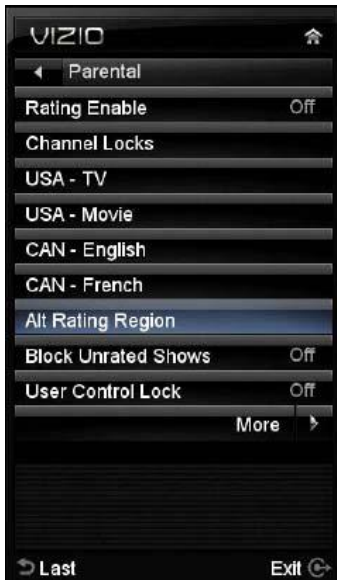 VIZIO
Parental
Rating Enable Off
Channel Locks
USA - TV
USA - Movie
CAN - English
CAN - French
Alt Rating Region
Block Unrated Shows Off
User Control Lock Off
More
Last Exit